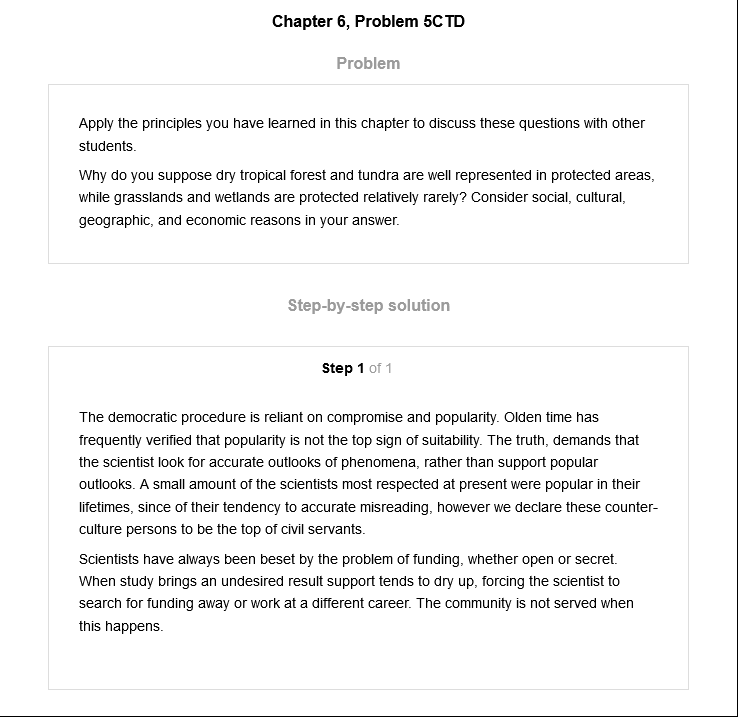 Chapter 6, Problem 5CTD
Problem
Apply the principles you have learned in this chapter to discuss these questions with other
students.
Why do you suppose dry tropical forest and tundra are well represented in protected areas,
while grasslands and wetlands are protected relatively rarely? Consider social, cultural,
geographic, and economic reasons in your answer.
Step-by-step solution
Step 1 of 1
The democratic procedure is reliant on compromise and popularity. Olden time has
frequently verified that popularity is not the top sign of suitability. The truth, demands that
the scientist look for accurate outlooks of phenomena, rather than support popular
outlooks. A small amount of the scientists most respected at present were popular in their
lifetimes, since of their tendency to accurate misreading, however we declare these counter-
culture persons to be the top of civil servants.
Scientists have always been beset by the problem of funding, whether open or secret.
When study brings an undesired result support tends to dry up, forcing the scientist to
search for funding away or work at a different career. The community is not served when
this happens.